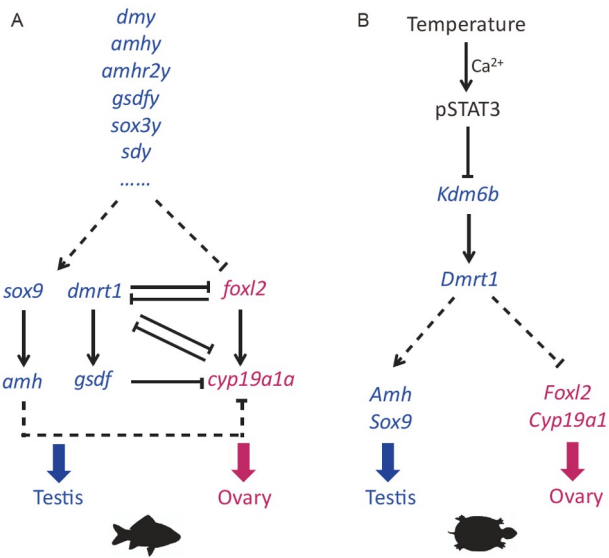 A
dmy
amhy
amhr2y
gsdfy
sox3y
sdy
......
sox9 dmrt1 foxl2
amh gsdf cyp19a1a
Testis Ovary
B
Temperature
Ca²⁺
pSTAT3
Kdm6b
Dmrt1
Amh Foxl2
Sox9 Cyp19a1
Testis Ovary